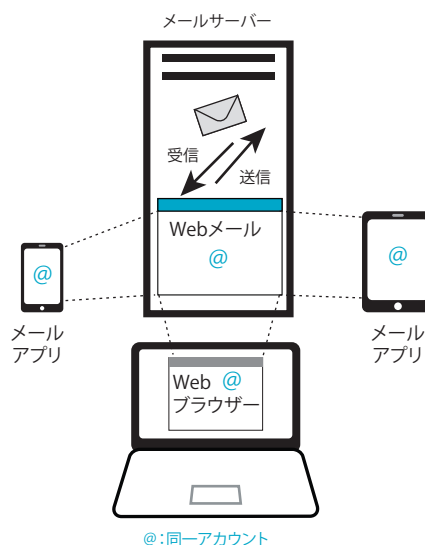 メールサーバー
受信
送信
Webメール
@
@
メール
アプリ
@
メール
アプリ
Web @
ブラウザー
@：同一アカウント